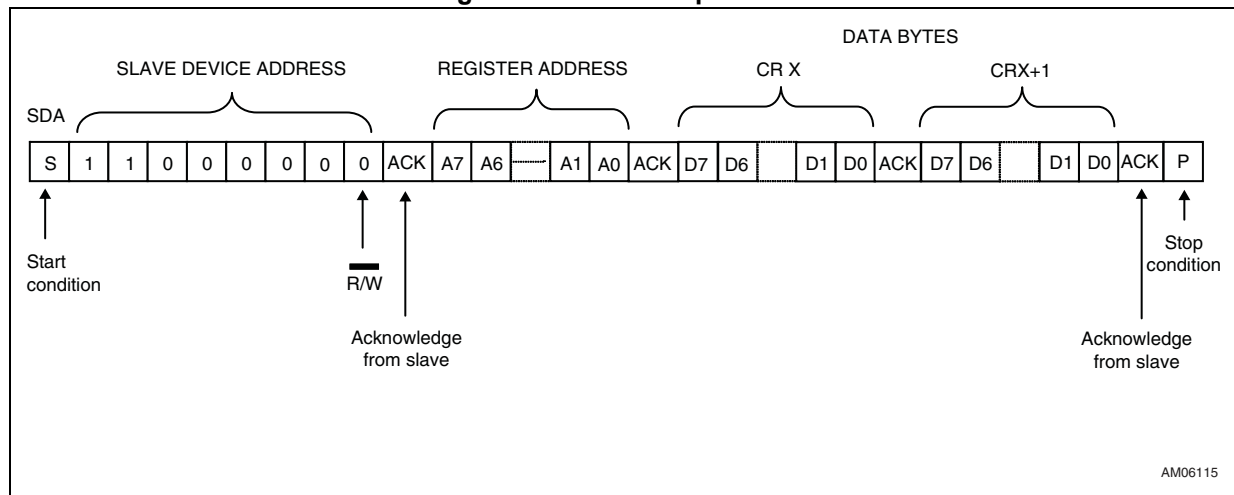 DATA BYTES
SLAVE DEVICE ADDRESS REGISTER ADDRESS CR X CRX+1
SDA
S 1 1 0 0 0 0 0 0 ACK A7 A6 A1 A0 ACK D7 D6 D1 D0 ACK D7 D6 D1 D0 ACK P
Start
condition
R/W
Stop
condition
Acknowledge
from slave
Acknowledge
from slave
AM06115